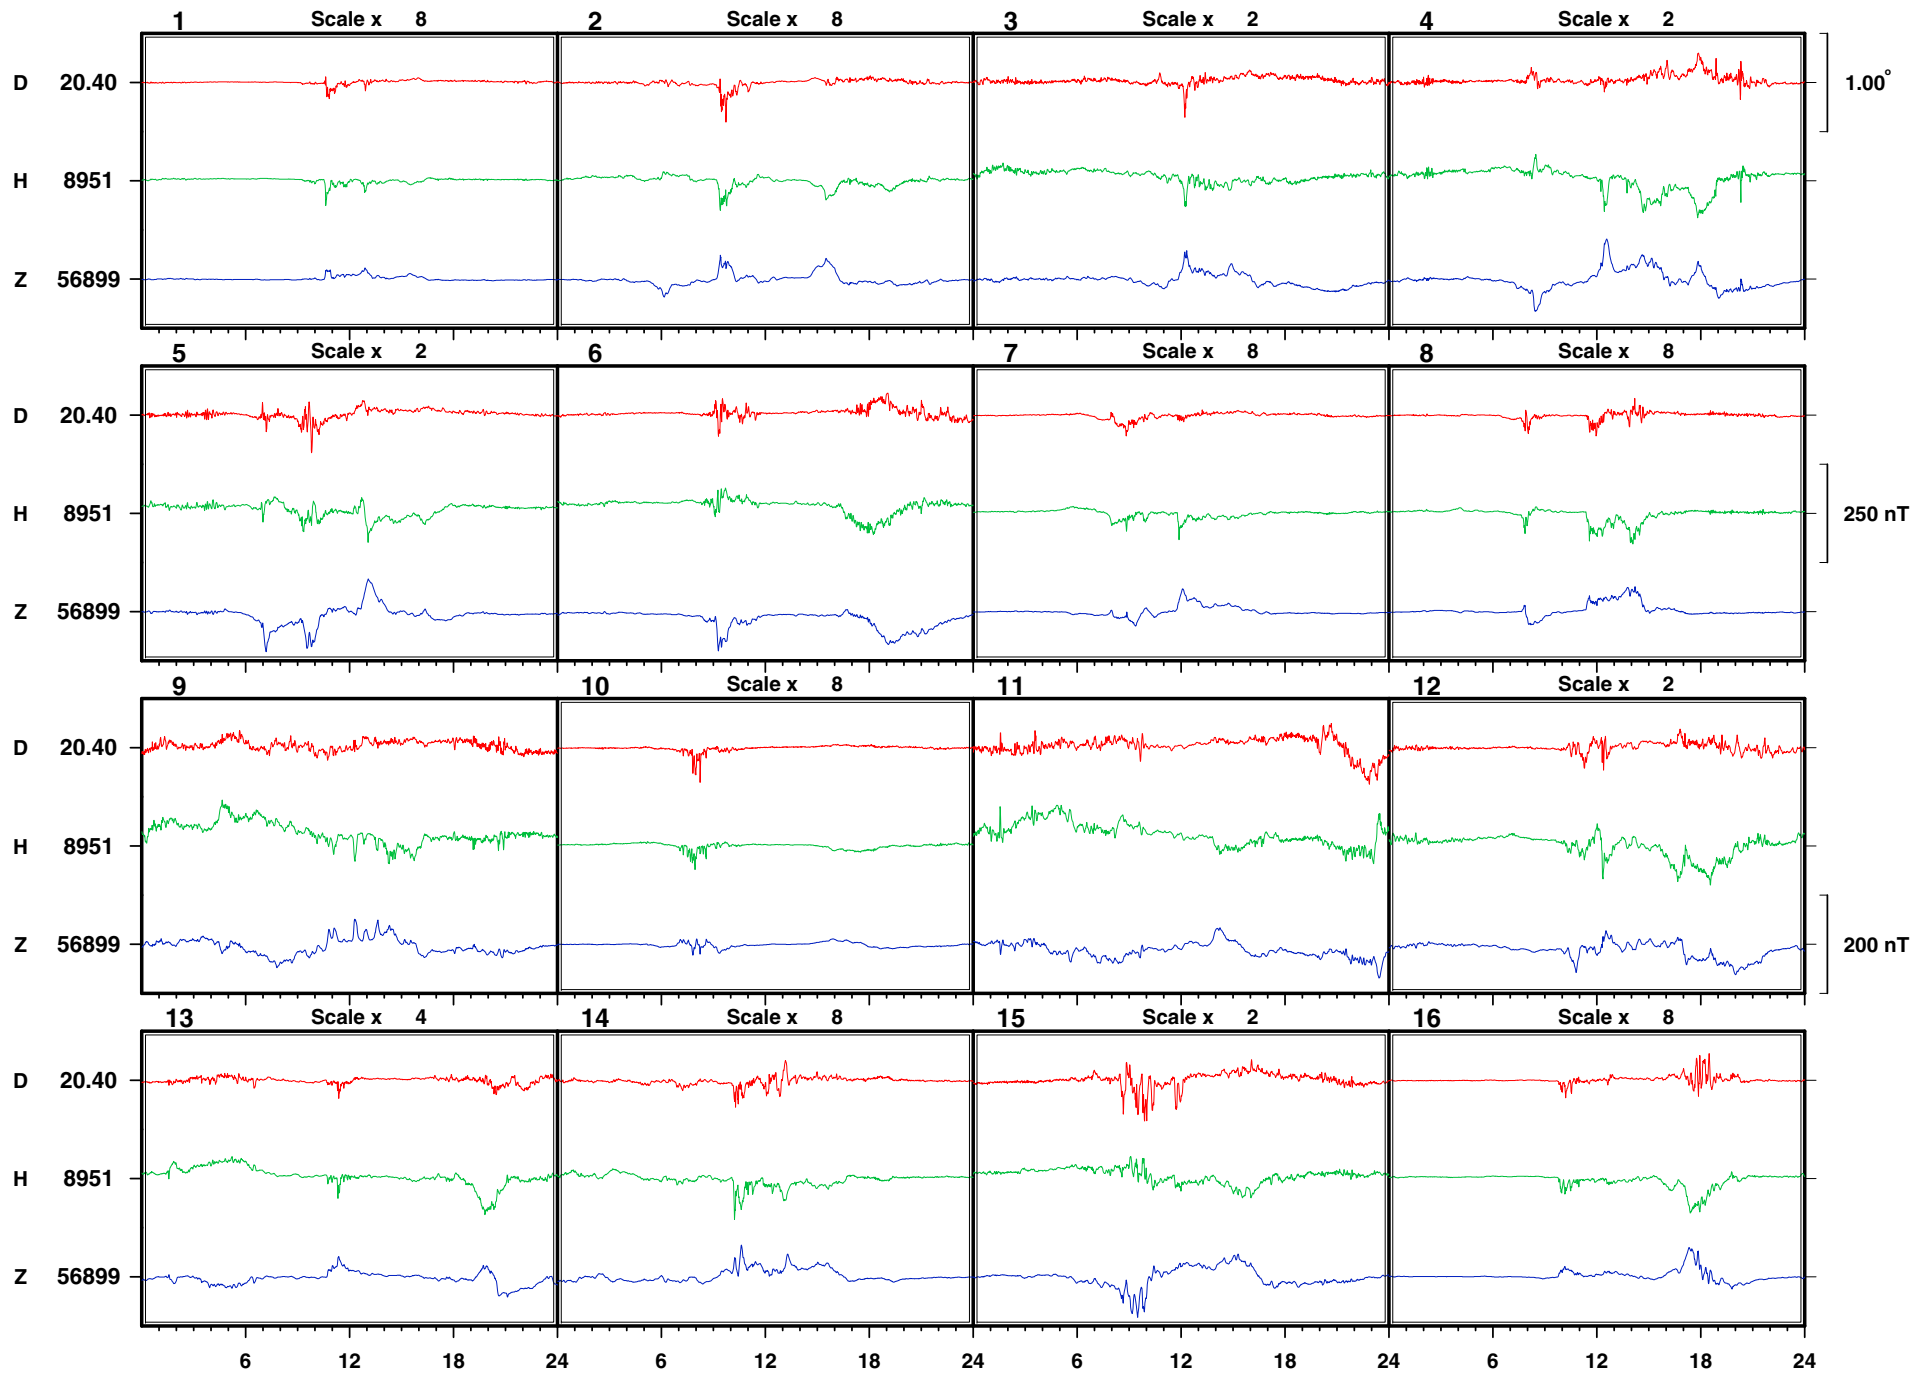 1 Scale x 8 2 Scale x 8 3 Scale x 2 4 Scale x 2
D 20.40 1.00°
H 8951
Z 56899
5 Scale x 2 6 7 Scale x 8 8 Scale x 8
D 20.40
H 8951 250 nT
Z 56899
9 10 Scale x 8 11 12 Scale x 2
D 20.40
H 8951
Z 56899 200 nT
13 Scale x 4 14 Scale x 8 15 Scale x 2 16 Scale x 8
D 20.40
H 8951
Z 56899
6 12 18 24 6 12 18 24 6 12 18 24 6 12 18 24